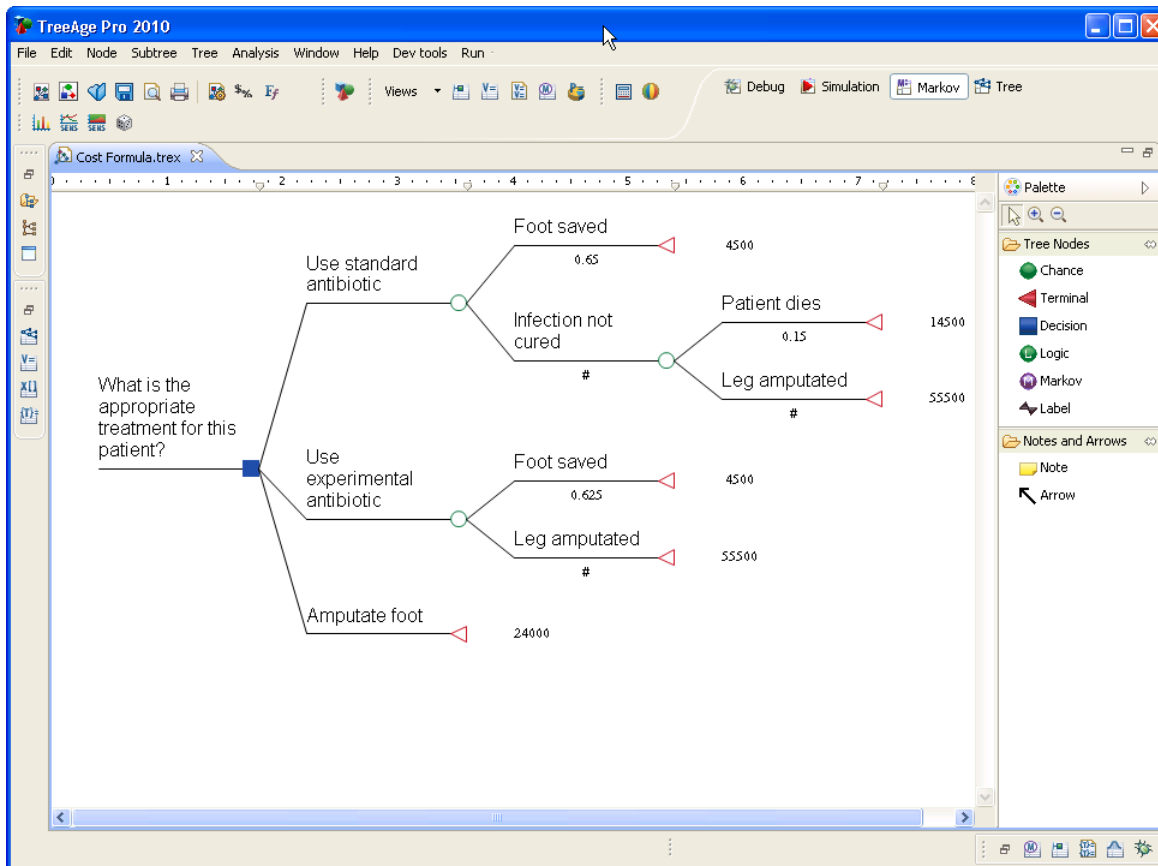 TreeAge Pro 2010
File Edit Node Subtree Tree Analysis Window Help Dev tools Run
Views Debug Simulation Markov Tree
Cost Formula.trex
1 2 3 4 5 6 7 8
Palette
Tree Nodes
Chance
Terminal
Decision
Logic
Markov
Label
Notes and Arrows
Note
Arrow
What is the
appropriate
treatment for this
patient?
Use standard
antibiotic
Foot saved
0.65
4500
Infection not
cured
#
Patient dies
0.15
14500
Leg amputated
#
55500
Use
experimental
antibiotic
Foot saved
0.625
4500
Leg amputated
#
55500
Amputate foot
24000